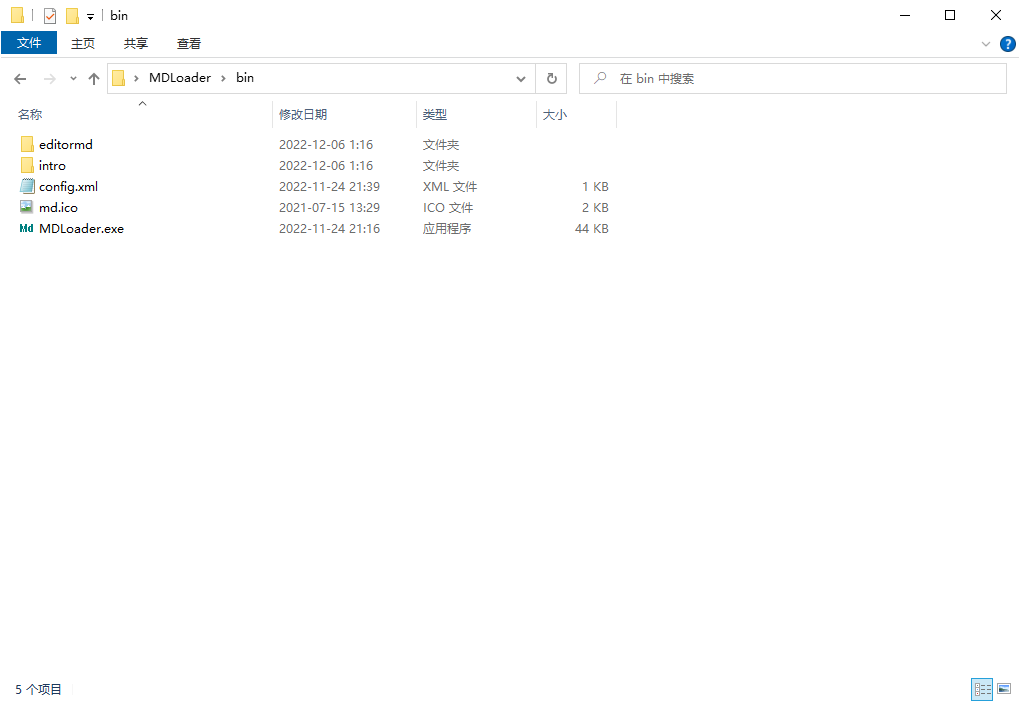 bin
文件 主页 共享 查看
MDLoader bin 在 bin 中搜索
名称 修改日期 类型 大小
editormd 2022-12-06 1:16 文件夹
intro 2022-12-06 1:16 文件夹
config.xml 2022-11-24 21:39 XML 文件 1 KB
md.ico 2021-07-15 13:29 ICO 文件 2 KB
Md MDLoader.exe 2022-11-24 21:16 应用程序 44 KB
5 个项目